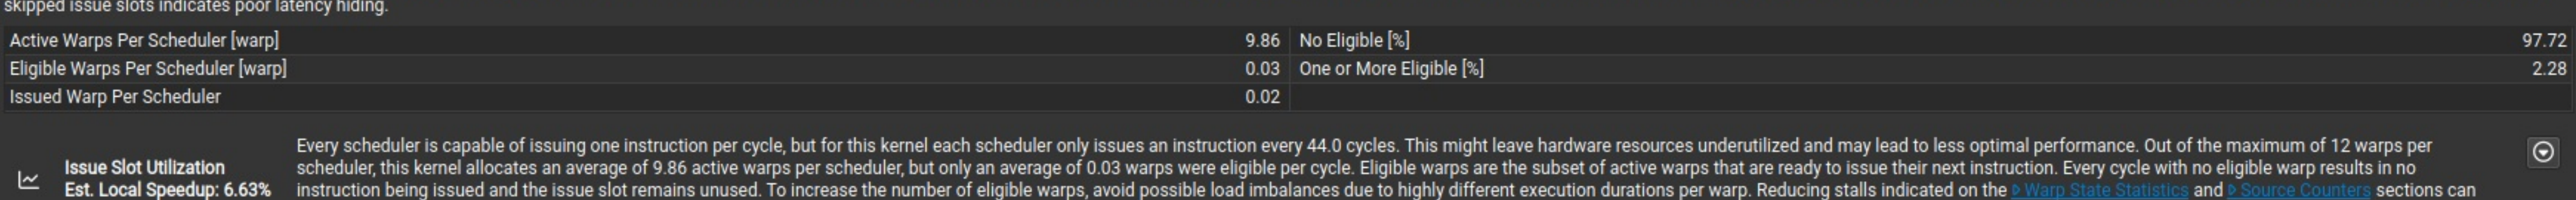 skipped issue slots indicates poor latency hiding.
Active Warps Per Scheduler [warp] 9.86 No Eligible [%] 97.72
Eligible Warps Per Scheduler [warp] 0.03 One or More Eligible [%] 2.28
Issued Warp Per Scheduler 0.02
Issue Slot Utilization
Est. Local Speedup: 6.63%
Every scheduler is capable of issuing one instruction per cycle, but for this kernel each scheduler only issues an instruction every 44.0 cycles. This might leave hardware resources underutilized and may lead to less optimal performance. Out of the maximum of 12 warps per
scheduler, this kernel allocates an average of 9.86 active warps per scheduler, but only an average of 0.03 warps were eligible per cycle. Eligible warps are the subset of active warps that are ready to issue their next instruction. Every cycle with no eligible warp results in no
instruction being issued and the issue slot remains unused. To increase the number of eligible warps, avoid possible load imbalances due to highly different execution durations per warp. Reducing stalls indicated on the Warp State Statistics and Source Counters sections can